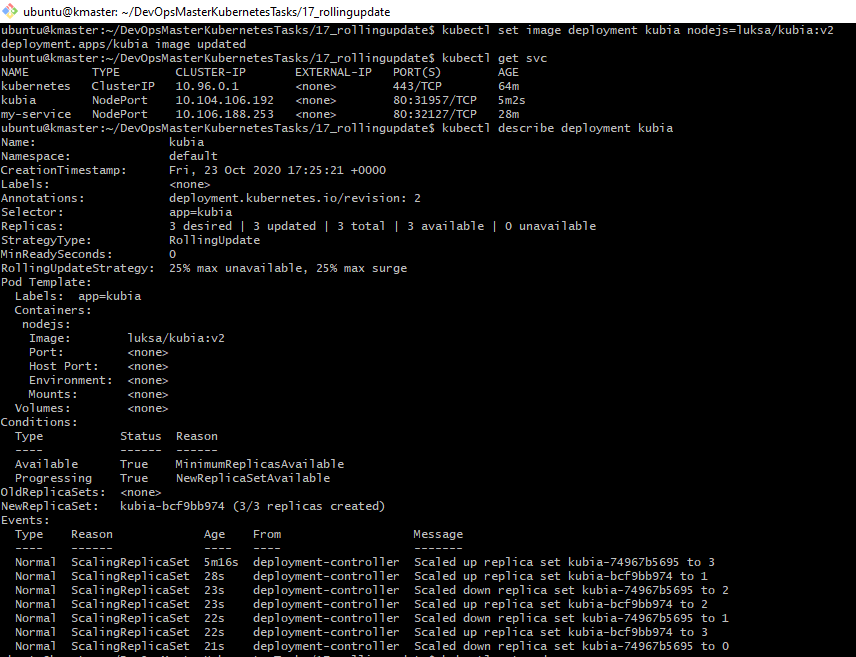 ubuntu@kmaster: ~/DevOpsMasterKubernetesTasks/17_rollingupdate
ubuntu@kmaster:~/DevOpsMasterKubernetesTasks/17_rollingupdate$ kubectl set image deployment kubia nodejs=luksa/kubia:v2
deployment.apps/kubia image updated
ubuntu@kmaster:~/DevOpsMasterKubernetesTasks/17_rollingupdate$ kubectl get svc
NAME         TYPE        CLUSTER-IP       EXTERNAL-IP   PORT(S)        AGE
kubernetes   ClusterIP   10.96.0.1        <none>        443/TCP        64m
kubia        NodePort    10.104.106.192   <none>        80:31957/TCP   5m2s
my-service   NodePort    10.106.188.253   <none>        80:32127/TCP   28m
ubuntu@kmaster:~/DevOpsMasterKubernetesTasks/17_rollingupdate$ kubectl describe deployment kubia
Name:                   kubia
Namespace:              default
CreationTimestamp:      Fri, 23 Oct 2020 17:25:21 +0000
Labels:                 <none>
Annotations:            deployment.kubernetes.io/revision: 2
Selector:               app=kubia
Replicas:               3 desired | 3 updated | 3 total | 3 available | 0 unavailable
StrategyType:           RollingUpdate
MinReadySeconds:        0
RollingUpdateStrategy:  25% max unavailable, 25% max surge
Pod Template:
  Labels:  app=kubia
  Containers:
   nodejs:
    Image:        luksa/kubia:v2
    Port:         <none>
    Host Port:    <none>
    Environment:  <none>
    Mounts:       <none>
  Volumes:        <none>
Conditions:
  Type           Status  Reason
  ----           ------  ------
  Available      True    MinimumReplicasAvailable
  Progressing    True    NewReplicaSetAvailable
OldReplicaSets:  <none>
NewReplicaSet:   kubia-bcf9bb974 (3/3 replicas created)
Events:
  Type    Reason             Age    From                   Message
  ----    ------             ----   ----                   -------
  Normal  ScalingReplicaSet  5m16s  deployment-controller  Scaled up replica set kubia-74967b5695 to 3
  Normal  ScalingReplicaSet  28s    deployment-controller  Scaled up replica set kubia-bcf9bb974 to 1
  Normal  ScalingReplicaSet  23s    deployment-controller  Scaled down replica set kubia-74967b5695 to 2
  Normal  ScalingReplicaSet  23s    deployment-controller  Scaled up replica set kubia-bcf9bb974 to 2
  Normal  ScalingReplicaSet  22s    deployment-controller  Scaled down replica set kubia-74967b5695 to 1
  Normal  ScalingReplicaSet  22s    deployment-controller  Scaled up replica set kubia-bcf9bb974 to 3
  Normal  ScalingReplicaSet  21s    deployment-controller  Scaled down replica set kubia-74967b5695 to 0